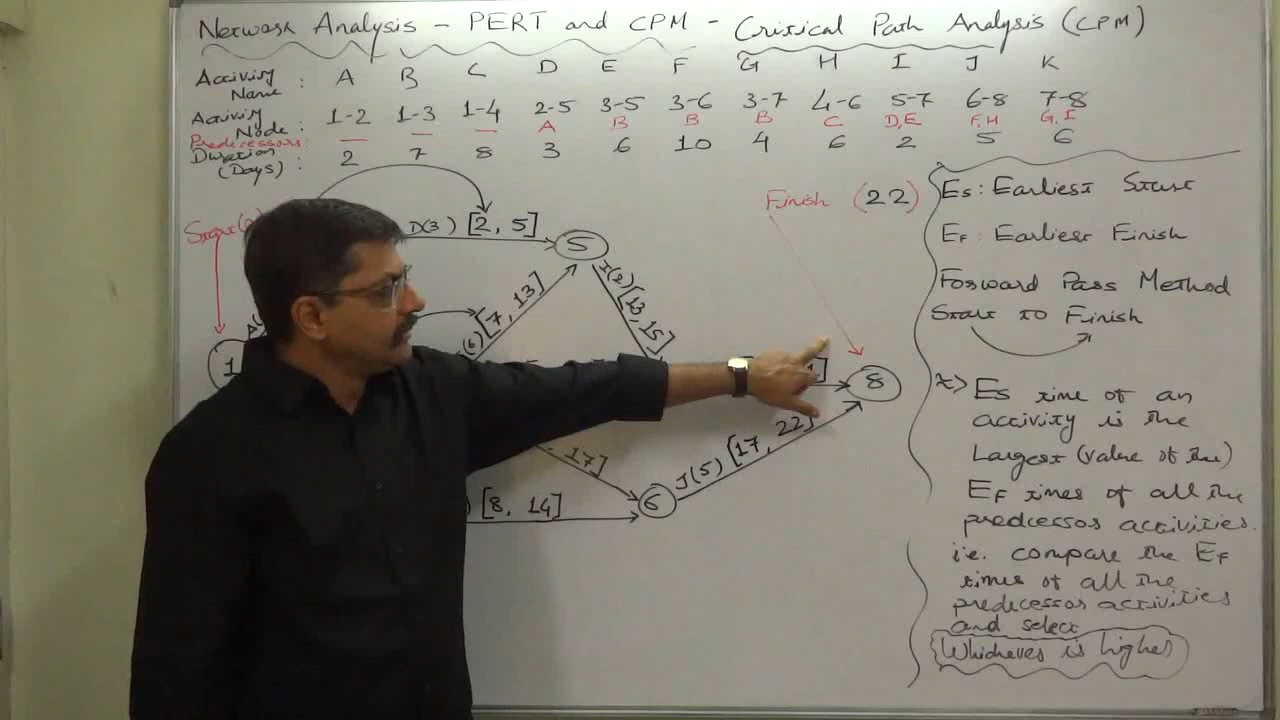 Network Analysis - PERT and CPM - Critical Path Analysis (CPM)
Activity Name : A B C D E F G H I J K
Activity Node : 1-2 1-3 1-4 2-5 3-5 3-6 3-7 4-6 5-7 6-8 7-8
Predecessors: — — — A B B B C D,E F,H G,I
Duration (Days) : 2 7 8 3 6 10 4 6 2 5 6
Start
Finish (22)
D(3) [2, 5]
5
I(2) [13, 15]
(6) [7, 13]
1
8
17]
J(5) [17, 22]
6
[8, 14]
Es : Earliest Start
EF : Earliest Finish
Forward Pass Method
Start to Finish
Es time of an
activity is the
Largest (value of the)
EF times of all the
predcessor activities.
i.e. compare the EF
times of all the
predecessor activities
and select
Whichever is higher